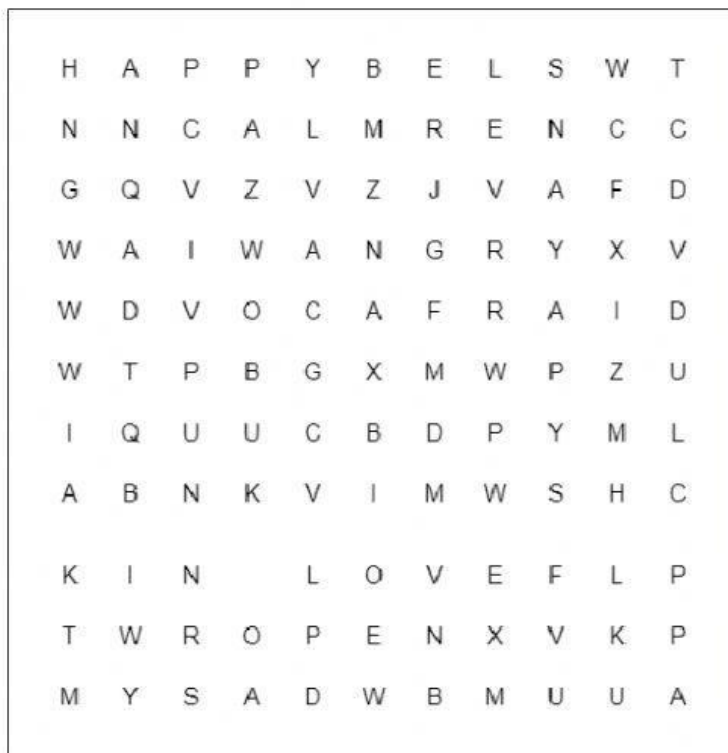 H A P P Y B E L S W T
N N C A L M R E N C C
G Q V Z V Z J V A F D
W A I W A N G R Y X V
W D V O C A F R A I D
W T P B G X M W P Z U
I Q U U C B D P Y M L
A B N K V I M W S H C
K I N L O V E F L P
T W R O P E N X V K P
M Y S A D W B M U U A